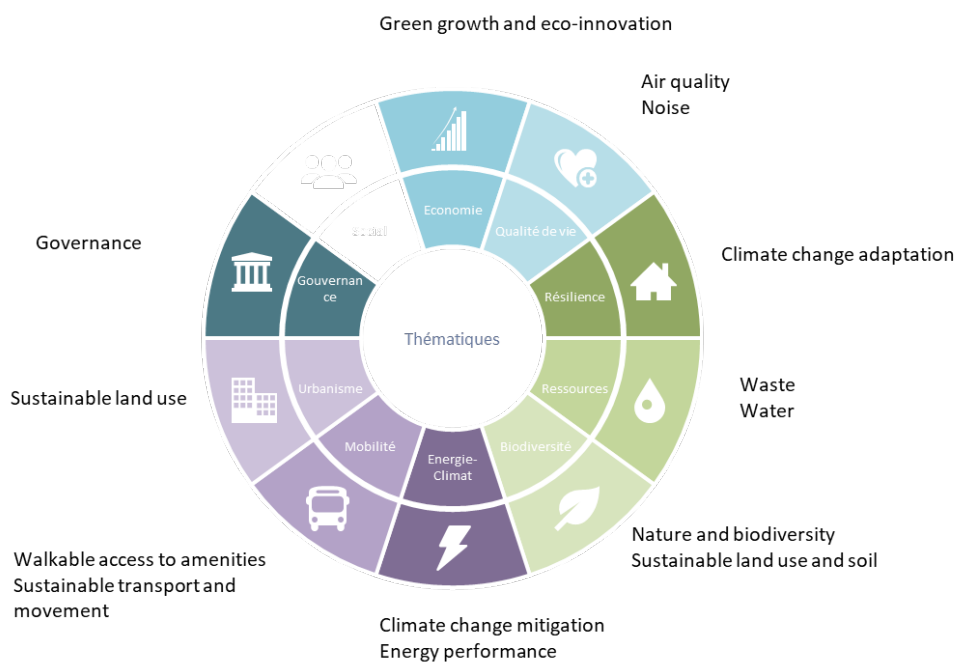 Green growth and eco-innovation
Air quality
Noise
Economie
Social
Qualité de vie
Governance
Climate change adaptation
Gouvernan
ce
Résilience
Thématiques
Sustainable land use
Urbanisme
Ressources
Waste
Water
Mobilité
Biodiversité
Energie-
Climat
Nature and biodiversity
Sustainable land use and soil
Walkable access to amenities
Sustainable transport and
movement
Climate change mitigation
Energy performance